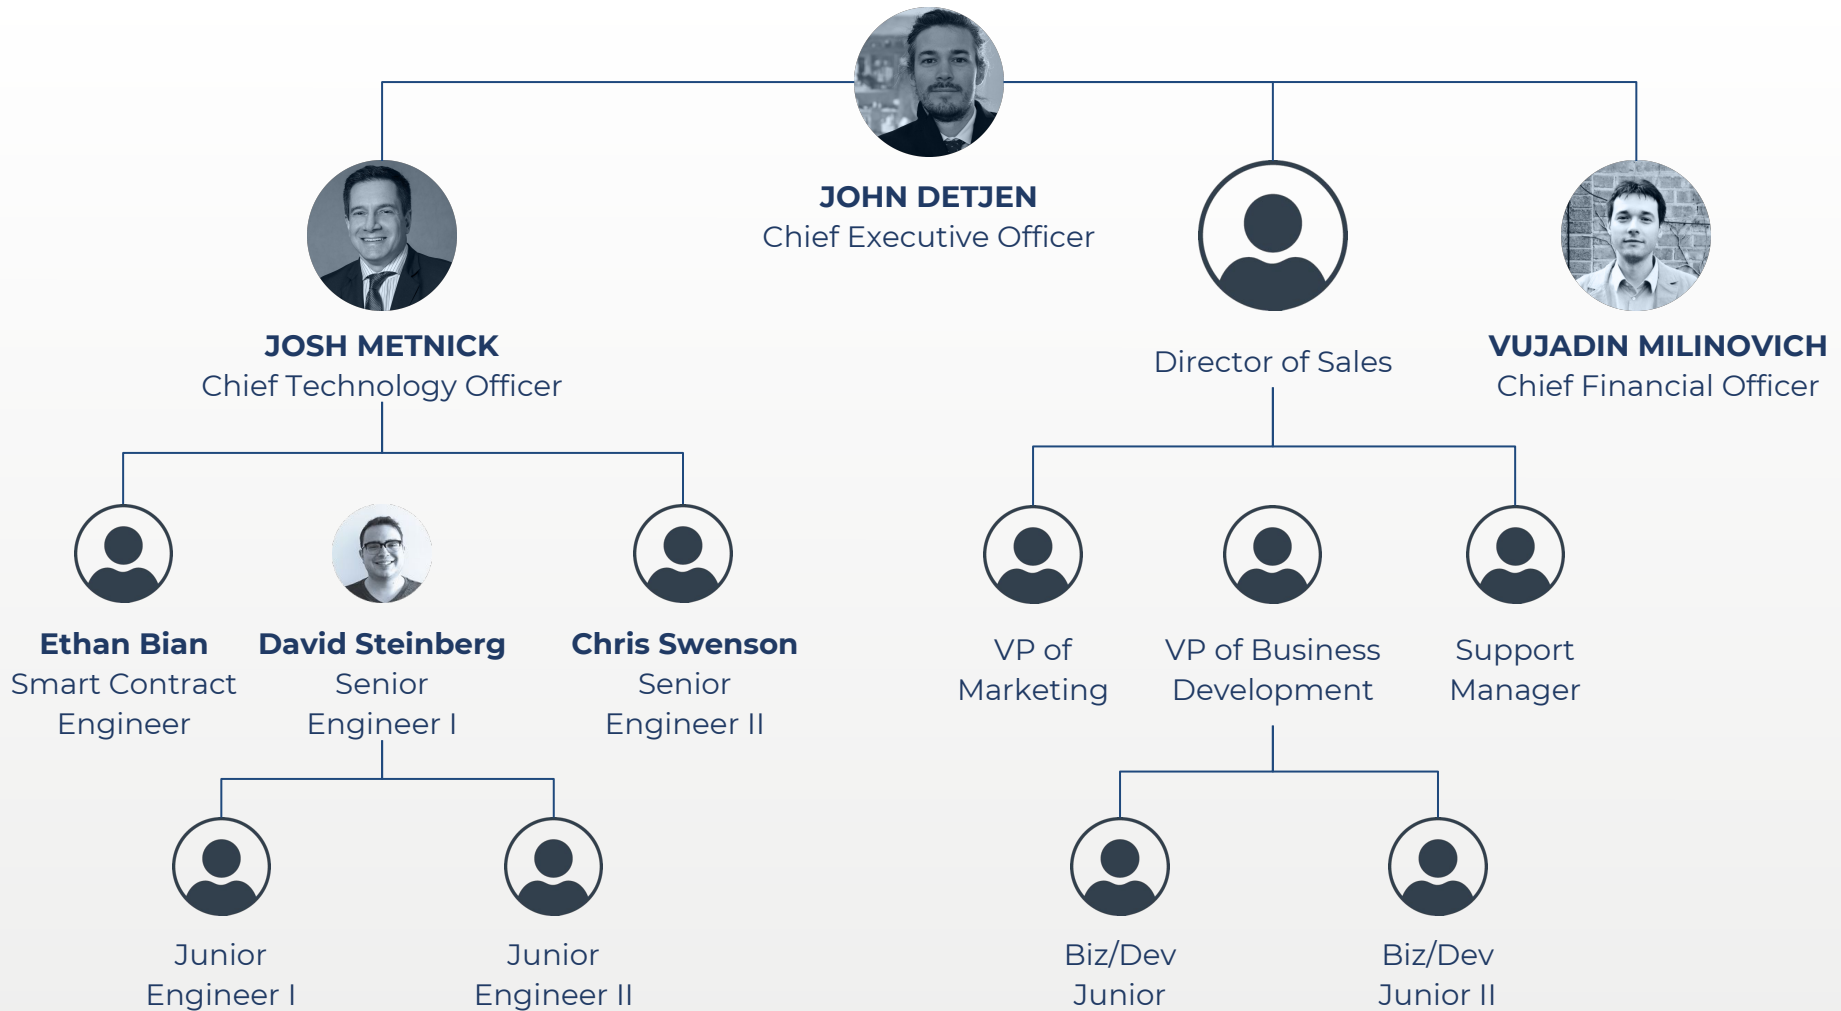 JOHN DETJEN
Chief Executive Officer
JOSH METNICK
Chief Technology Officer
Director of Sales
VUJADIN MILINOVICH
Chief Financial Officer
Ethan Bian
Smart Contract
Engineer
David Steinberg
Senior
Engineer I
Chris Swenson
Senior
Engineer II
VP of
Marketing
VP of Business
Development
Support
Manager
Junior
Engineer I
Junior
Engineer II
Biz/Dev
Junior
Biz/Dev
Junior II